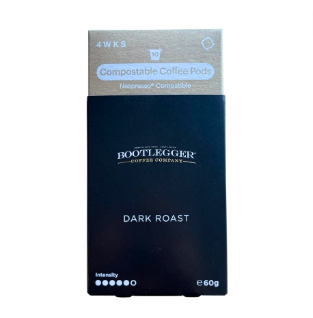 4WKS
10
Compostable Coffee Pods
Nespresso® Compatible
BOOTLEGGER
COFFEE COMPANY
DARK ROAST
Intensity
℮60g